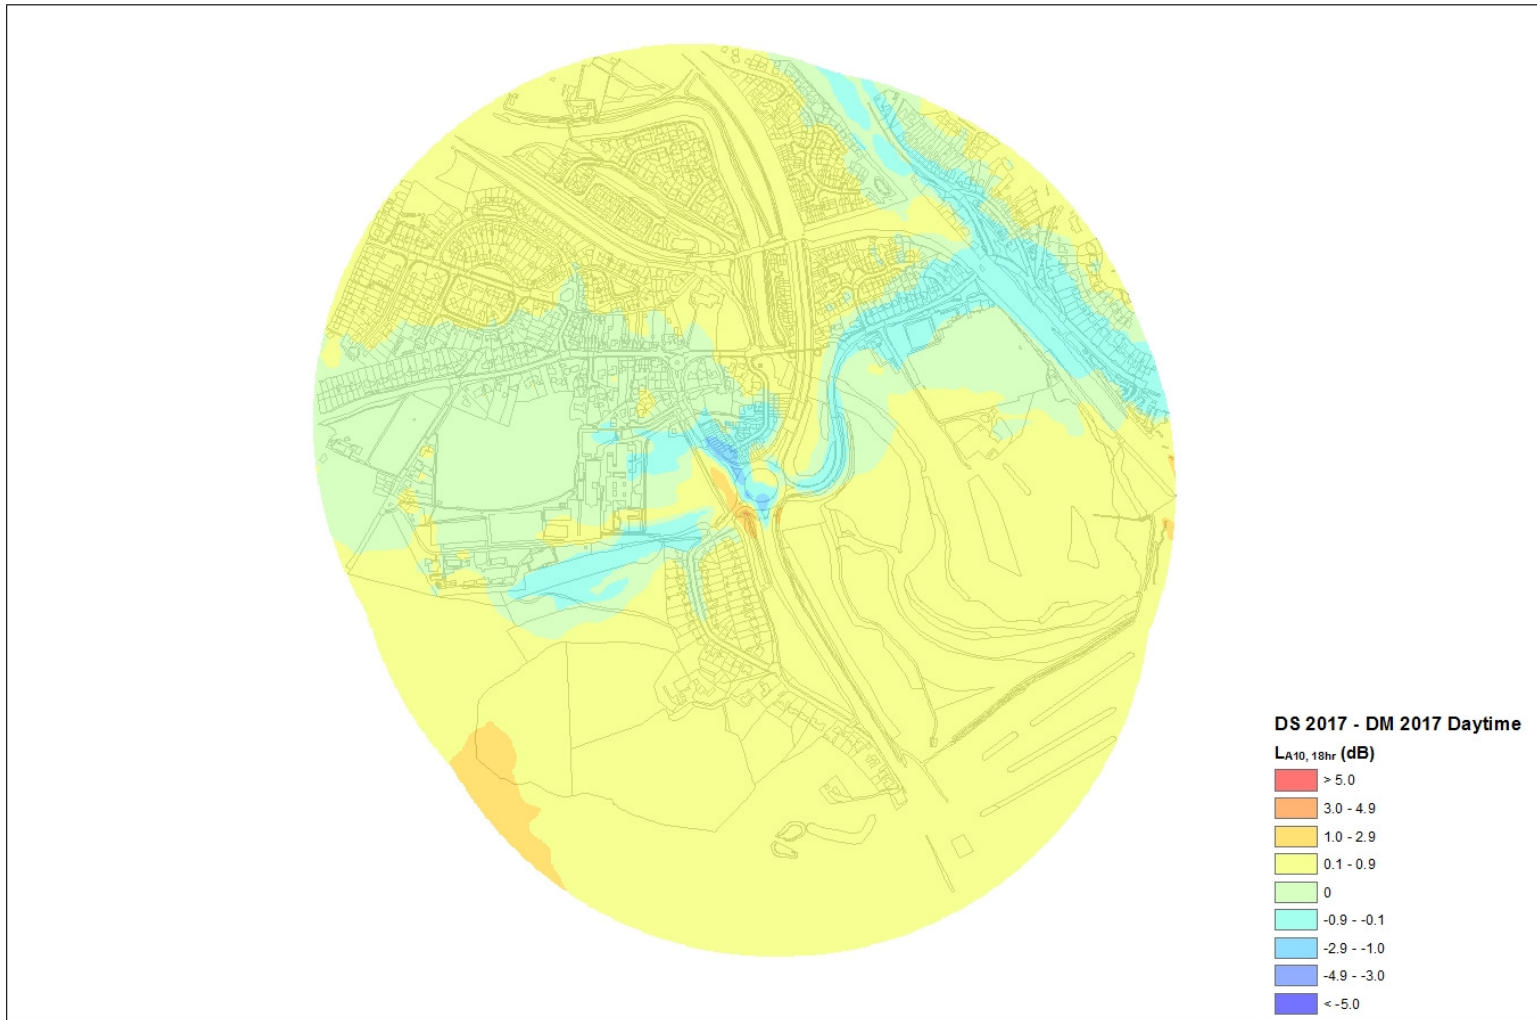 DS 2017 - DM 2017 Daytime
LA10, 18hr (dB)
> 5.0
3.0 - 4.9
1.0 - 2.9
0.1 - 0.9
0
-0.9 - -0.1
-2.9 - -1.0
-4.9 - -3.0
< -5.0